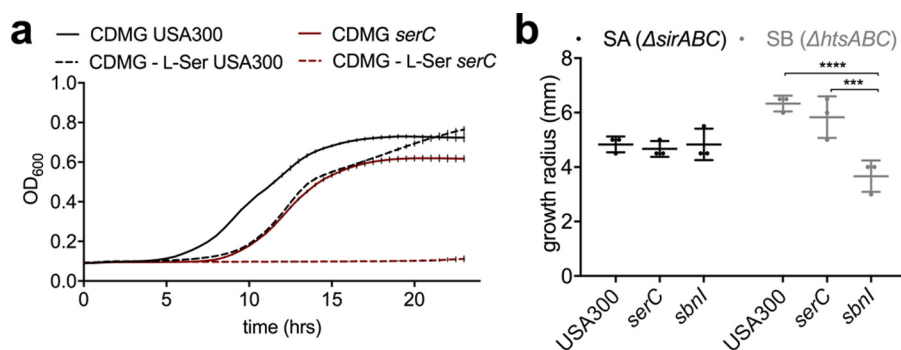 a
CDMG USA300
CDMG serC
CDMG - L-Ser USA300
CDMG - L-Ser serC
OD600
1.0
0.8
0.6
0.4
0.2
0.0
0
5
10
15
20
time (hrs)
b
SA (ΔsirABC)
SB (ΔhtsABC)
****
***
growth radius (mm)
8
6
4
2
0
USA300
serC
sbnI
USA300
serC
sbnI